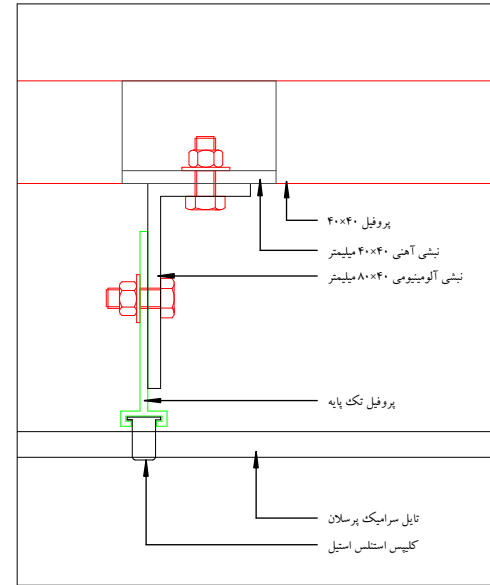 پروفیل ۴۰×۴۰
نبشی آهنی ۴۰×۴۰ میلیمتر
نبشی آلومینیومی ۴۰×۸۰ میلیمتر
پروفیل تک پایه
تایل سرامیک پرسلان
کلیپس استنلس استیل